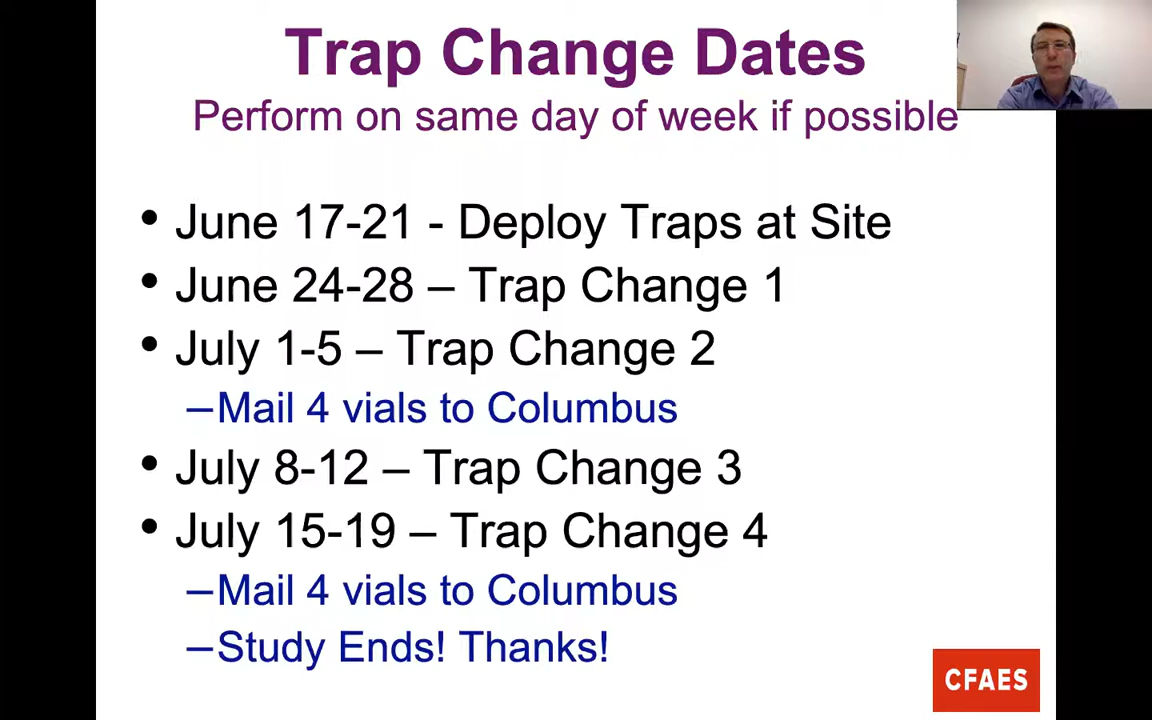 Trap Change Dates
Perform on same day of week if possible
• June 17-21 - Deploy Traps at Site
• June 24-28 – Trap Change 1
• July 1-5 – Trap Change 2
–Mail 4 vials to Columbus
• July 8-12 – Trap Change 3
• July 15-19 – Trap Change 4
–Mail 4 vials to Columbus
–Study Ends! Thanks!
CFAES